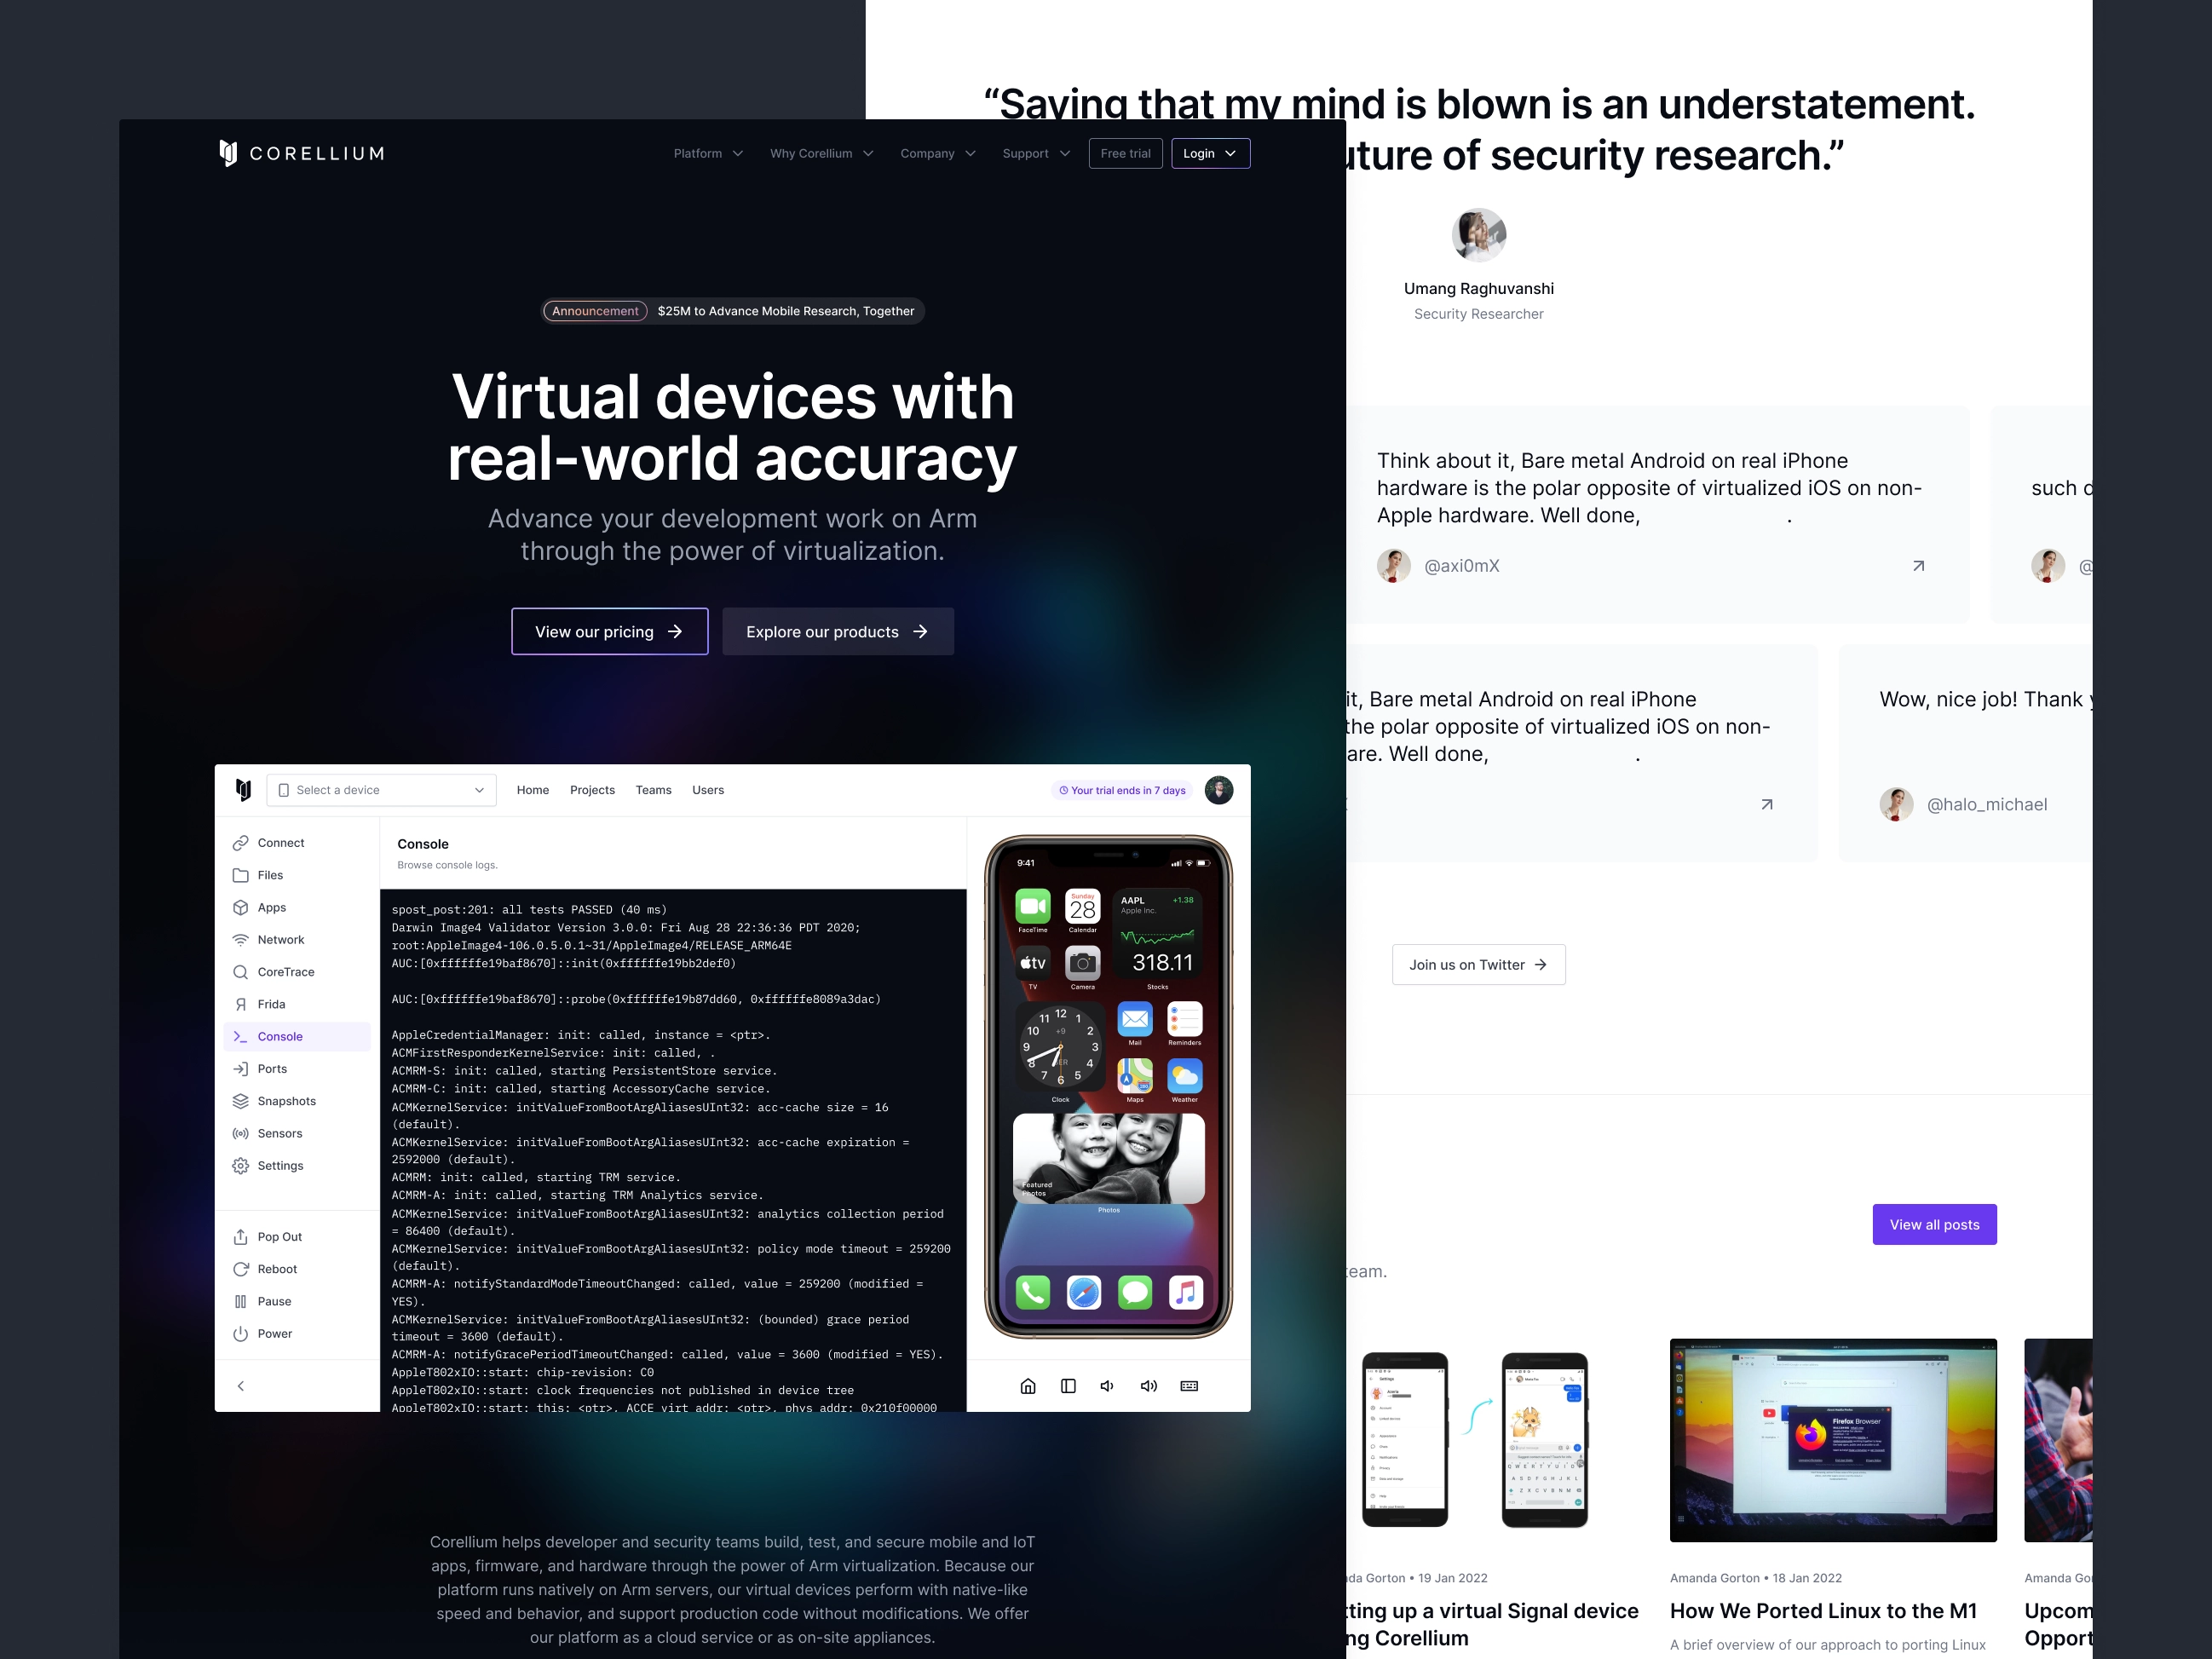 “Saying that my mind is blown is an understatement.
uture of security research.”
Umang Raghuvanshi
Security Researcher
CORELLIUM
Platform
Why Corellium
Company
Support
Free trial
Login
Announcement
$25M to Advance Mobile Research, Together
Virtual devices with
real-world accuracy
Advance your development work on Arm
through the power of virtualization.
View our pricing
Explore our products
Select a device
Home
Projects
Teams
Users
Your trial ends in 7 days
Connect
Files
Apps
Network
CoreTrace
Frida
Console
Ports
Snapshots
Sensors
Settings
Pop Out
Reboot
Pause
Power
Console
Browse console logs.
spost_post:201: all tests PASSED (40 ms)
Darwin Image4 Validator Version 3.0.0: Fri Aug 28 22:36:36 PDT 2020;
root:AppleImage4-106.0.5.0.1~31/AppleImage4/RELEASE_ARM64E
AUC:[0xffffffe19baf8670]::init(0xffffffe19bb2def0)
AUC:[0xffffffe19baf8670]::probe(0xffffffe19b87dd60, 0xffffffe8089a3dac)
AppleCredentialManager: init: called, instance = <ptr>.
ACMFirstResponderKernelService: init: called, .
ACMRM-S: init: called, starting PersistentStore service.
ACMRM-C: init: called, starting AccessoryCache service.
ACMKernelService: initValueFromBootArgAliasesUInt32: acc-cache size = 16
(default).
ACMKernelService: initValueFromBootArgAliasesUInt32: acc-cache expiration =
2592000 (default).
ACMRM: init: called, starting TRM service.
ACMRM-A: init: called, starting TRM Analytics service.
ACMKernelService: initValueFromBootArgAliasesUInt32: analytics collection period
= 86400 (default).
ACMKernelService: initValueFromBootArgAliasesUInt32: policy mode timeout = 259200
(default).
ACMRM-A: notifyStandardModeTimeoutChanged: called, value = 259200 (modified =
YES).
ACMKernelService: initValueFromBootArgAliasesUInt32: (bounded) grace period
timeout = 3600 (default).
ACMRM-A: notifyGracePeriodTimeoutChanged: called, value = 3600 (modified = YES).
AppleT802xIO::start: chip-revision: C0
AppleT802xIO::start: clock frequencies not published in device tree
AppleT802xIO::start: this: <ptr>, ACCE virt addr: <ptr>, phys addr: 0x210f00000
9:41
FaceTime
Sunday
28
Calendar
AAPL
+1.38
Apple Inc.
318.11
Stocks
tv
TV
Camera
12
11
1
10
+9
2
9
3
8
4
7
6
5
Clock
Mail
Reminders
Maps
Weather
Featured
Photos
Photos
Corellium helps developer and security teams build, test, and secure mobile and IoT
apps, firmware, and hardware through the power of Arm virtualization. Because our
platform runs natively on Arm servers, our virtual devices perform with native-like
speed and behavior, and support production code without modifications. We offer
our platform as a cloud service or as on-site appliances.
Think about it, Bare metal Android on real iPhone
hardware is the polar opposite of virtualized iOS on non-
Apple hardware. Well done, .
@axi0mX
such
@
it, Bare metal Android on real iPhone
the polar opposite of virtualized iOS on non-
are. Well done, .
Wow, nice job! Thank
@halo_michael
Join us on Twitter
View all posts
team.
Settings
Firefox Browser
da Gorton • 19 Jan 2022
tting up a virtual Signal device
ng Corellium
Amanda Gorton • 18 Jan 2022
How We Ported Linux to the M1
A brief overview of our approach to porting Linux
Amanda Go
Upcom
Opport